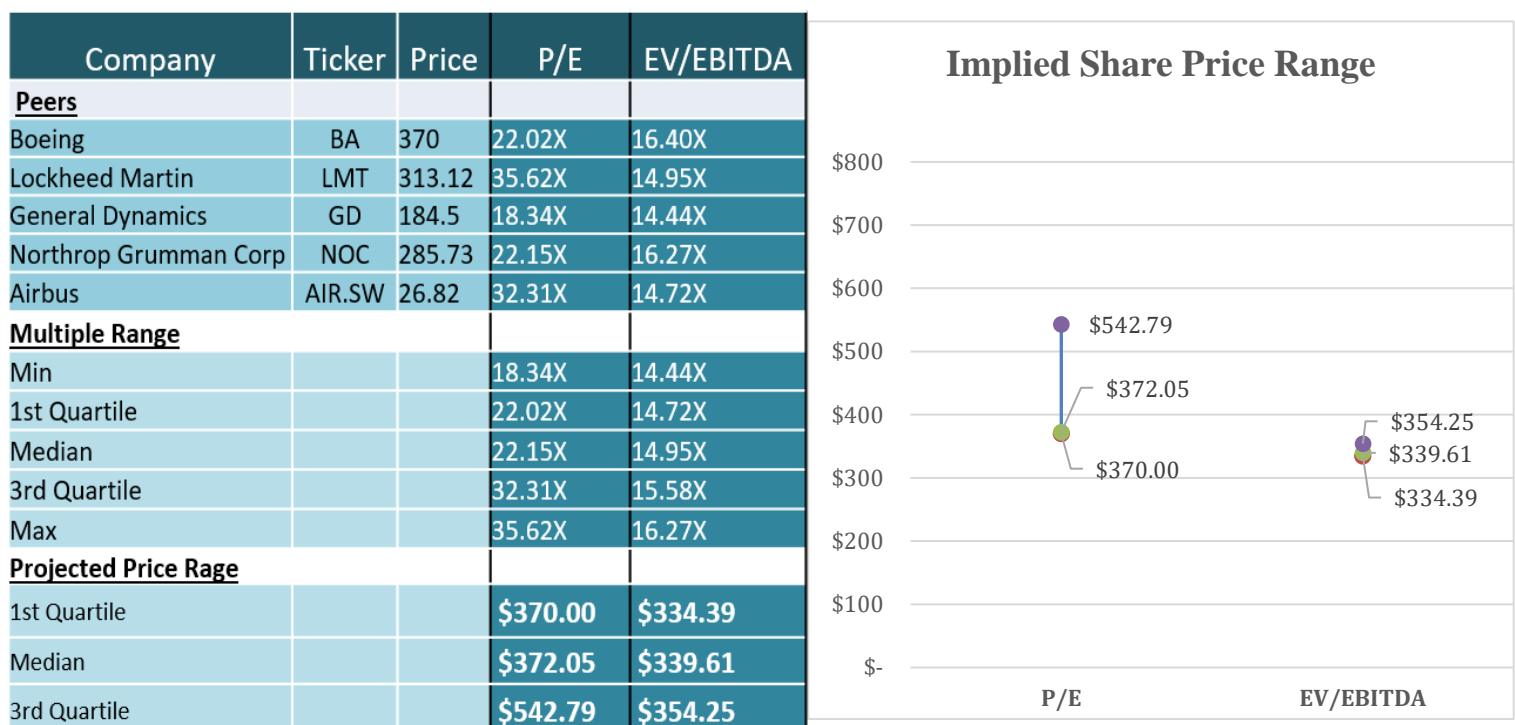 Company Ticker Price P/E EV/EBITDA
Peers
Boeing BA 370 22.02X 16.40X
Lockheed Martin LMT 313.12 35.62X 14.95X
General Dynamics GD 184.5 18.34X 14.44X
Northrop Grumman Corp NOC 285.73 22.15X 16.27X
Airbus AIR.SW 26.82 32.31X 14.72X
Multiple Range
Min 18.34X 14.44X
1st Quartile 22.02X 14.72X
Median 22.15X 14.95X
3rd Quartile 32.31X 15.58X
Max 35.62X 16.27X
Projected Price Rage
1st Quartile $370.00 $334.39
Median $372.05 $339.61
3rd Quartile $542.79 $354.25
Implied Share Price Range
$800
$700
$600
$500
$400
$300
$200
$100
$-
$542.79
$372.05
$370.00
$354.25
$339.61
$334.39
P/E EV/EBITDA